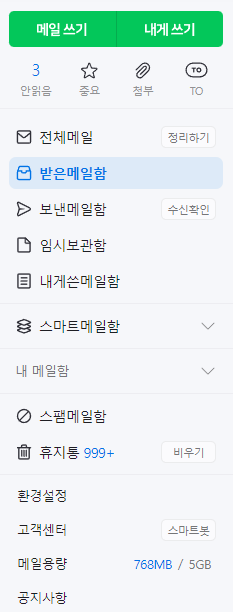 메일 쓰기 내게 쓰기
3
안읽음 중요 첨부 TO
전체메일 정리하기
받은메일함
보낸메일함 수신확인
임시보관함
내게쓴메일함
스마트메일함
내 메일함
스팸메일함
휴지통 999+ 비우기
환경설정
고객센터 스마트봇
메일용량 768MB / 5GB
공지사항